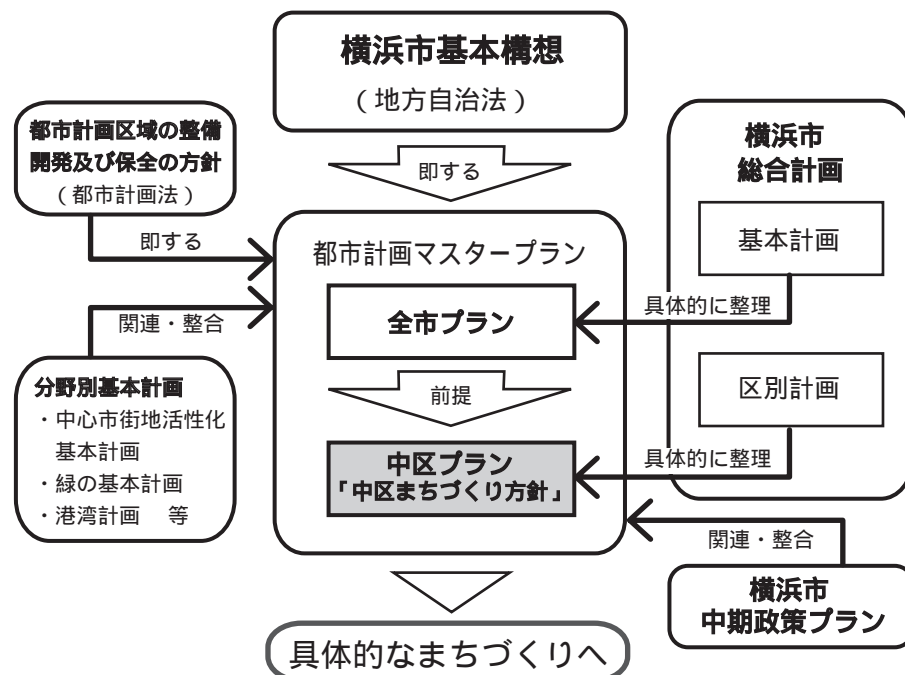 横浜市基本構想
（地方自治法）
都市計画区域の整備
開発及び保全の方針
（都市計画法）
即する
即する
横浜市
総合計画
基本計画
具体的に整理
区別計画
具体的に整理
都市計画マスタープラン
全市プラン
前提
中区プラン
「中区まちづくり方針」
関連・整合
分野別基本計画
・中心市街地活性化
基本計画
・緑の基本計画
・港湾計画　等
関連・整合
横浜市
中期政策プラン
具体的なまちづくりへ